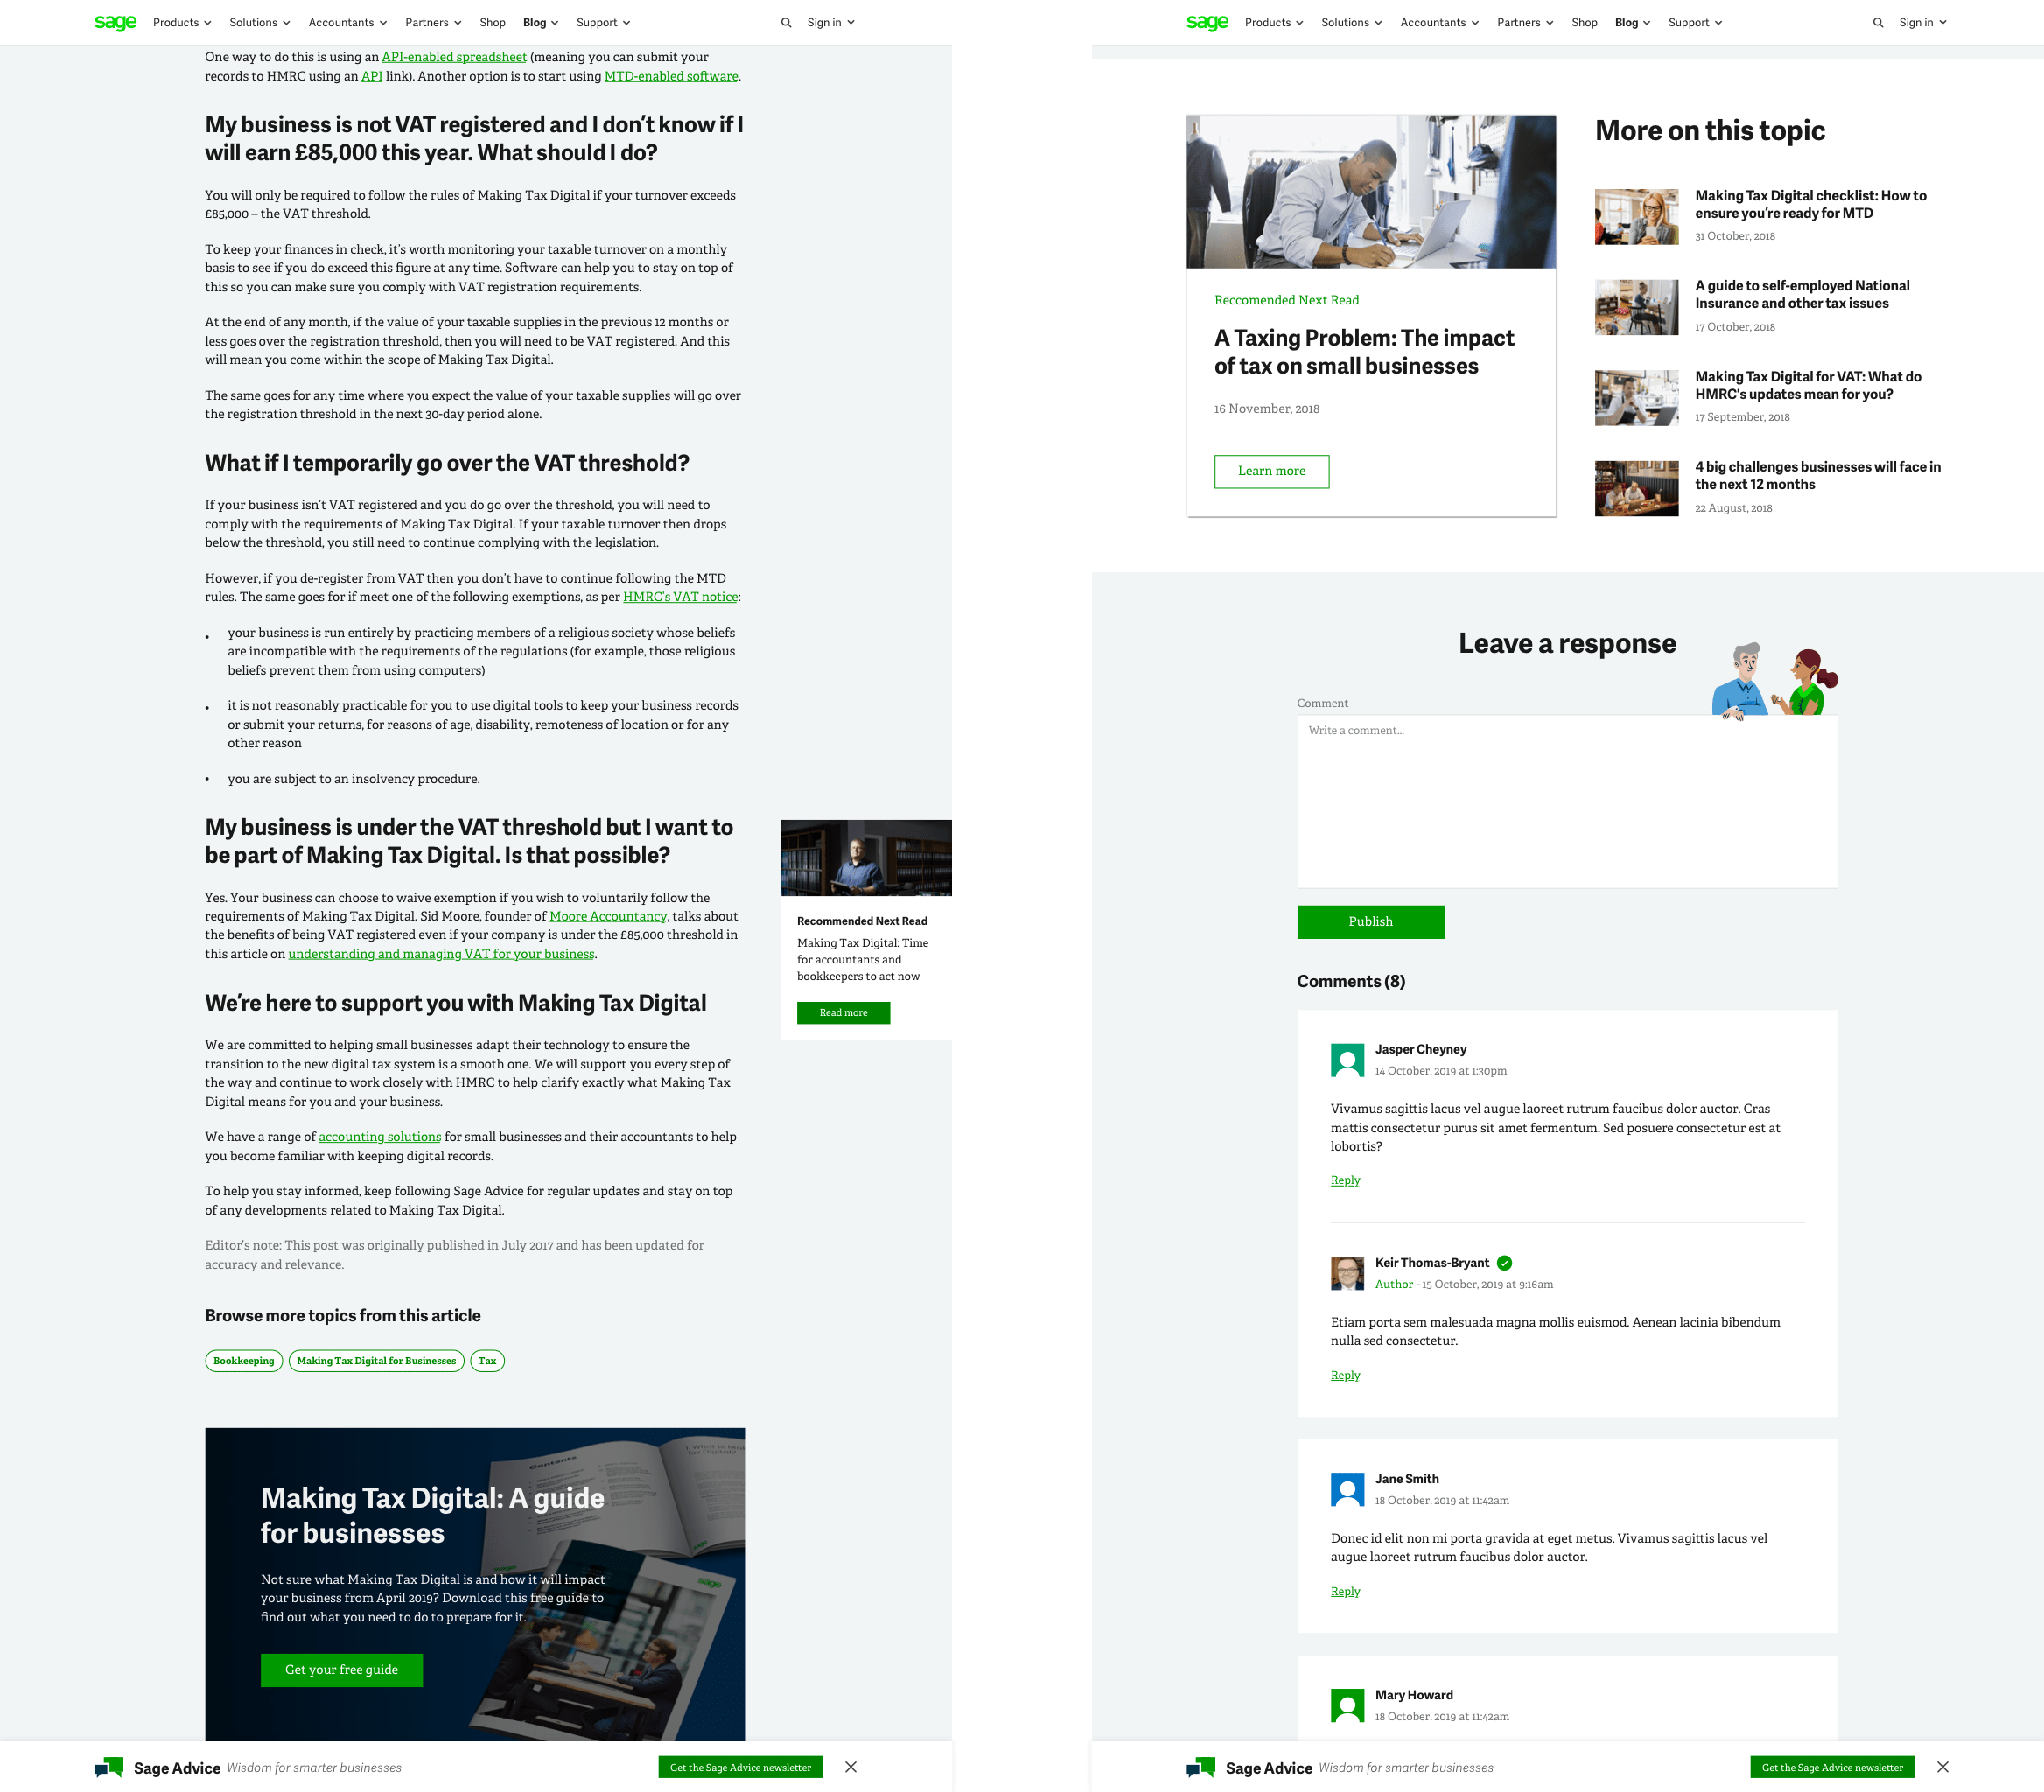 sage Products Solutions Accountants Partners Shop Blog Support Sign in
One way to do this is using an API-enabled spreadsheet (meaning you can submit your
records to HMRC using an API link). Another option is to start using MTD-enabled software.
My business is not VAT registered and I don’t know if I
will earn £85,000 this year. What should I do?
You will only be required to follow the rules of Making Tax Digital if your turnover exceeds
£85,000 – the VAT threshold.
To keep your finances in check, it’s worth monitoring your taxable turnover on a monthly
basis to see if you do exceed this figure at any time. Software can help you to stay on top of
this so you can make sure you comply with VAT registration requirements.
At the end of any month, if the value of your taxable supplies in the previous 12 months or
less goes over the registration threshold, then you will need to be VAT registered. And this
will mean you come within the scope of Making Tax Digital.
The same goes for any time where you expect the value of your taxable supplies will go over
the registration threshold in the next 30-day period alone.
What if I temporarily go over the VAT threshold?
If your business isn’t VAT registered and you do go over the threshold, you will need to
comply with the requirements of Making Tax Digital. If your taxable turnover then drops
below the threshold, you still need to continue complying with the legislation.
However, if you de-register from VAT then you don’t have to continue following the MTD
rules. The same goes for if meet one of the following exemptions, as per HMRC’s VAT notice:
• your business is run entirely by practicing members of a religious society whose beliefs
are incompatible with the requirements of the regulations (for example, those religious
beliefs prevent them from using computers)
• it is not reasonably practicable for you to use digital tools to keep your business records
or submit your returns, for reasons of age, disability, remoteness of location or for any
other reason
• you are subject to an insolvency procedure.
My business is under the VAT threshold but I want to
be part of Making Tax Digital. Is that possible?
Yes. Your business can choose to waive exemption if you wish to voluntarily follow the
requirements of Making Tax Digital. Sid Moore, founder of Moore Accountancy, talks about
the benefits of being VAT registered even if your company is under the £85,000 threshold in
this article on understanding and managing VAT for your business.
Recommended Next Read
Making Tax Digital: Time
for accountants and
bookkeepers to act now
Read more
We’re here to support you with Making Tax Digital
We are committed to helping small businesses adapt their technology to ensure the
transition to the new digital tax system is a smooth one. We will support you every step of
the way and continue to work closely with HMRC to help clarify exactly what Making Tax
Digital means for you and your business.
We have a range of accounting solutions for small businesses and their accountants to help
you become familiar with keeping digital records.
To help you stay informed, keep following Sage Advice for regular updates and stay on top
of any developments related to Making Tax Digital.
Editor’s note: This post was originally published in July 2017 and has been updated for
accuracy and relevance.
Browse more topics from this article
Bookkeeping Making Tax Digital for Businesses Tax
Contents
Making Tax Digital: A guide
for businesses
Not sure what Making Tax Digital is and how it will impact
your business from April 2019? Download this free guide to
find out what you need to do to prepare for it.
sage
Get your free guide
Sage Advice Wisdom for smarter businesses Get the Sage Advice newsletter
sage Products Solutions Accountants Partners Shop Blog Support Sign in
Reccomended Next Read
A Taxing Problem: The impact
of tax on small businesses
16 November, 2018
Learn more
More on this topic
Making Tax Digital checklist: How to
ensure you’re ready for MTD
31 October, 2018
A guide to self-employed National
Insurance and other tax issues
17 October, 2018
Making Tax Digital for VAT: What do
HMRC's updates mean for you?
17 September, 2018
4 big challenges businesses will face in
the next 12 months
22 August, 2018
Leave a response
Comment
Write a comment...
Publish
Comments (8)
Jasper Cheyney
14 October, 2019 at 1:30pm
Vivamus sagittis lacus vel augue laoreet rutrum faucibus dolor auctor. Cras
mattis consectetur purus sit amet fermentum. Sed posuere consectetur est at
lobortis?
Reply
Keir Thomas-Bryant
Author - 15 October, 2019 at 9:16am
Etiam porta sem malesuada magna mollis euismod. Aenean lacinia bibendum
nulla sed consectetur.
Reply
Jane Smith
18 October, 2019 at 11:42am
Donec id elit non mi porta gravida at eget metus. Vivamus sagittis lacus vel
augue laoreet rutrum faucibus dolor auctor.
Reply
Mary Howard
18 October, 2019 at 11:42am
Sage Advice Wisdom for smarter businesses Get the Sage Advice newsletter